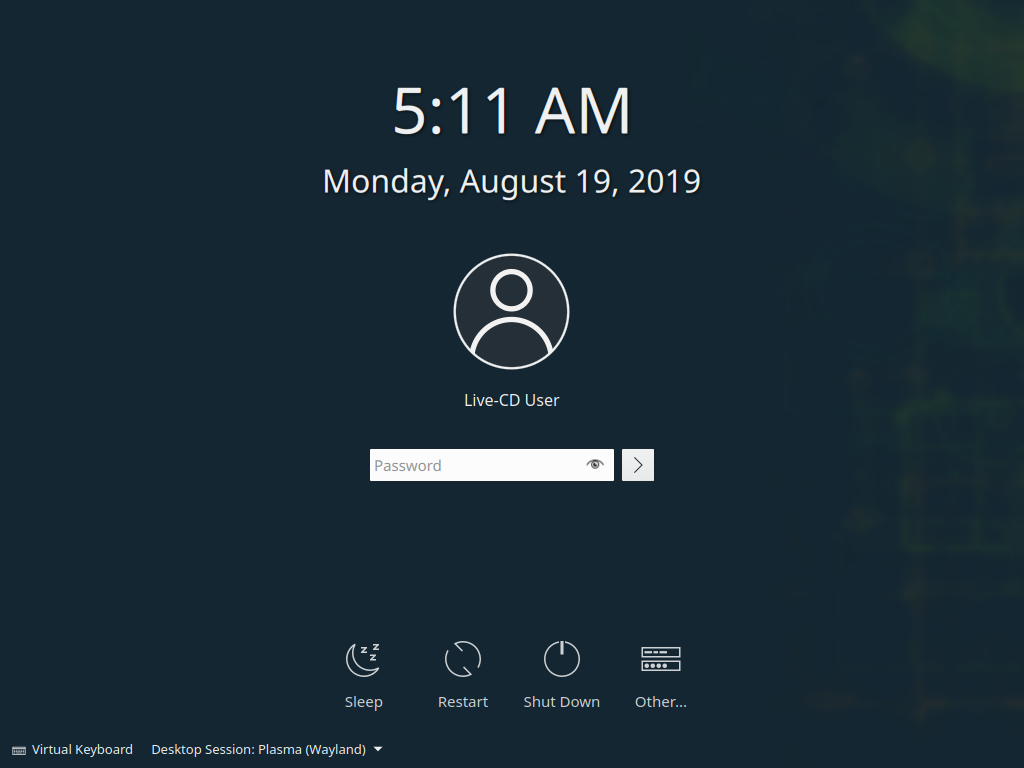 5:11 AM
Monday, August 19, 2019
Live-CD User
Password
Sleep
Restart
Shut Down
Other...
Virtual Keyboard
Desktop Session: Plasma (Wayland)